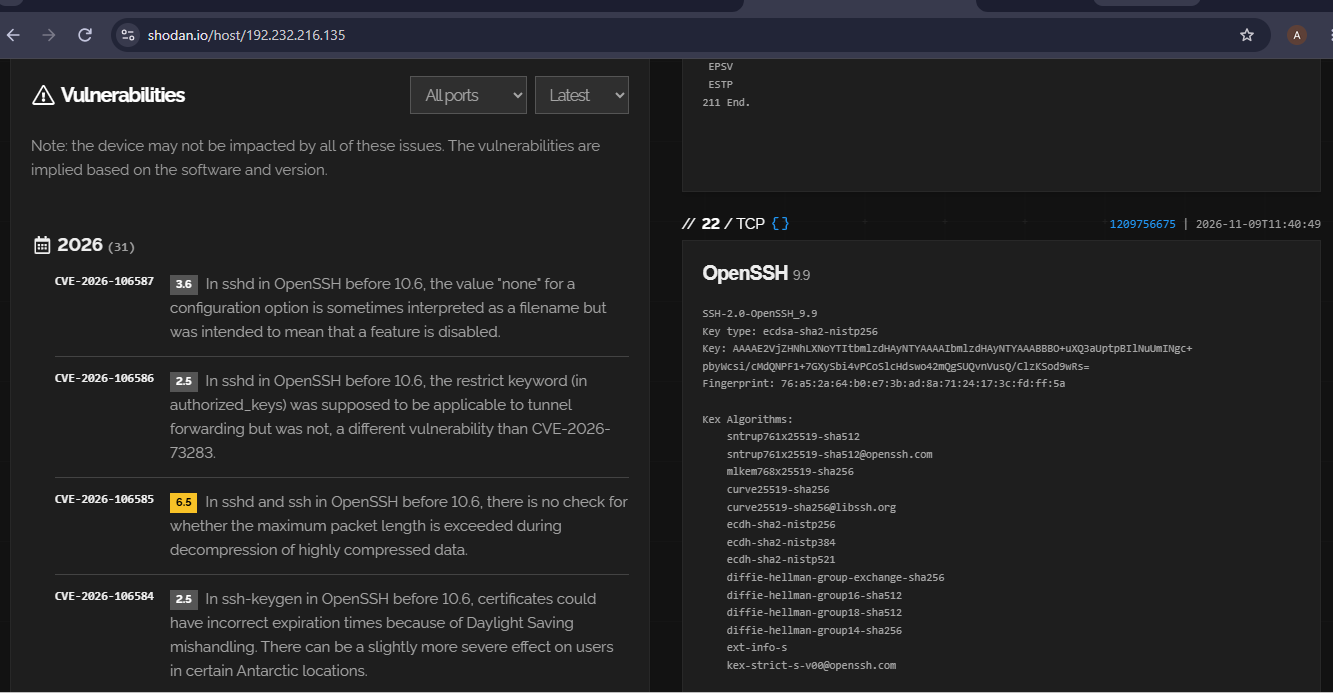 shodan.io/host/192.232.216.135
A
Vulnerabilities
All ports
Latest
Note: the device may not be impacted by all of these issues. The vulnerabilities are
implied based on the software and version.
2026 (31)
CVE-2026-106587
3.6 In sshd in OpenSSH before 10.6, the value "none" for a
configuration option is sometimes interpreted as a filename but
was intended to mean that a feature is disabled.
CVE-2026-106586
2.5 In sshd in OpenSSH before 10.6, the restrict keyword (in
authorized_keys) was supposed to be applicable to tunnel
forwarding but was not, a different vulnerability than CVE-2026-
73283.
CVE-2026-106585
6.5 In sshd and ssh in OpenSSH before 10.6, there is no check for
whether the maximum packet length is exceeded during
decompression of highly compressed data.
CVE-2026-106584
2.5 In ssh-keygen in OpenSSH before 10.6, certificates could
have incorrect expiration times because of Daylight Saving
mishandling. There can be a slightly more severe effect on users
in certain Antarctic locations.
EPSV
ESTP
211 End.
// 22 / TCP {}
1209756675 | 2026-11-09T11:40:49
OpenSSH 9.9
SSH-2.0-OpenSSH_9.9
Key type: ecdsa-sha2-nistp256
Key: AAAAE2VjZHNhLXNoYTItbmlzdHAyNTYAAAAIbmlzdHAyNTYAAABBBO+uXQ3aUptpBIlNuUmINgc+
pbyWcsi/cMdQNPF1+7GXySbi4vPCoSlcHdswo42mQgSUQvnVusQ/ClzKSod9wRs=
Fingerprint: 76:a5:2a:64:b0:e7:3b:ad:8a:71:24:17:3c:fd:ff:5a
Kex Algorithms:
sntrup761x25519-sha512
sntrup761x25519-sha512@openssh.com
mlkem768x25519-sha256
curve25519-sha256
curve25519-sha256@libssh.org
ecdh-sha2-nistp256
ecdh-sha2-nistp384
ecdh-sha2-nistp521
diffie-hellman-group-exchange-sha256
diffie-hellman-group16-sha512
diffie-hellman-group18-sha512
diffie-hellman-group14-sha256
ext-info-s
kex-strict-s-v00@openssh.com